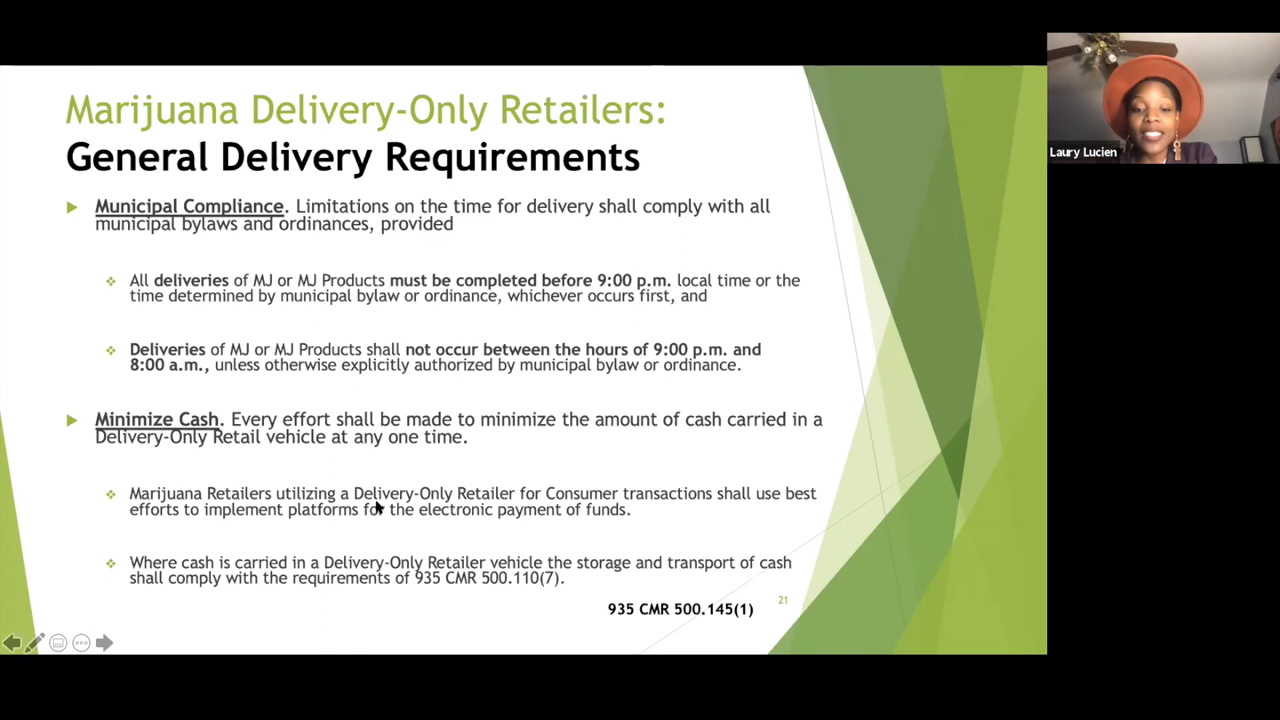 Marijuana Delivery-Only Retailers:
General Delivery Requirements
Municipal Compliance. Limitations on the time for delivery shall comply with all
municipal bylaws and ordinances, provided
All deliveries of MJ or MJ Products must be completed before 9:00 p.m. local time or the
time determined by municipal bylaw or ordinance, whichever occurs first, and
Deliveries of MJ or MJ Products shall not occur between the hours of 9:00 p.m. and
8:00 a.m., unless otherwise explicitly authorized by municipal bylaw or ordinance.
Minimize Cash. Every effort shall be made to minimize the amount of cash carried in a
Delivery-Only Retail vehicle at any one time.
Marijuana Retailers utilizing a Delivery-Only Retailer for Consumer transactions shall use best
efforts to implement platforms for the electronic payment of funds.
Where cash is carried in a Delivery-Only Retailer vehicle the storage and transport of cash
shall comply with the requirements of 935 CMR 500.110(7).
935 CMR 500.145(1)
21
Laury Lucien